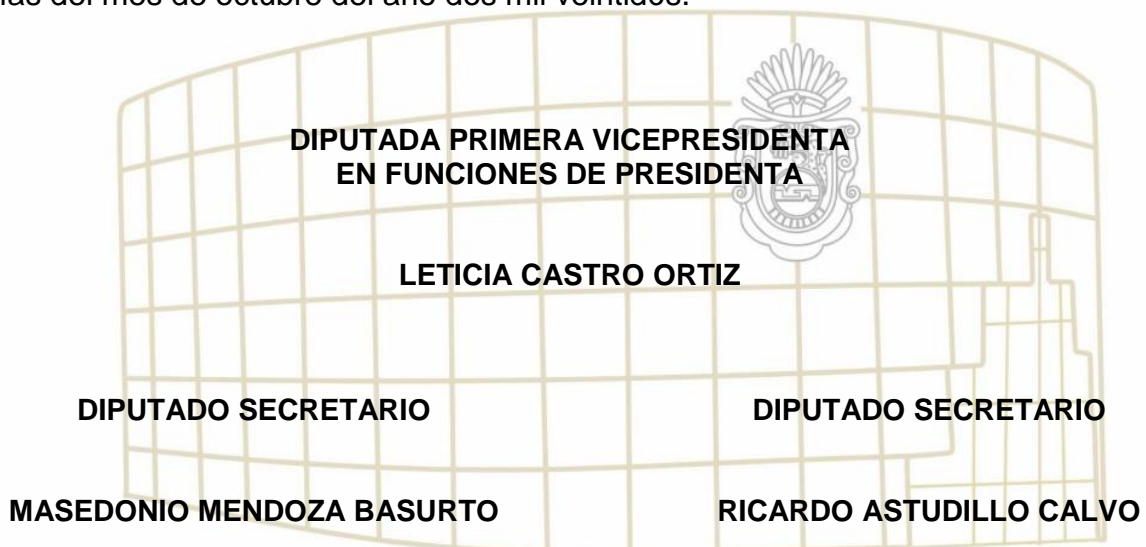 del mes de octubre del año dos mil veintidós.
DIPUTADA PRIMERA VICEPRESIDENTA
EN FUNCIONES DE PRESIDENTA
LETICIA CASTRO ORTIZ
DIPUTADO SECRETARIO DIPUTADO SECRETARIO
MASEDONIO MENDOZA BASURTO RICARDO ASTUDILLO CALVO